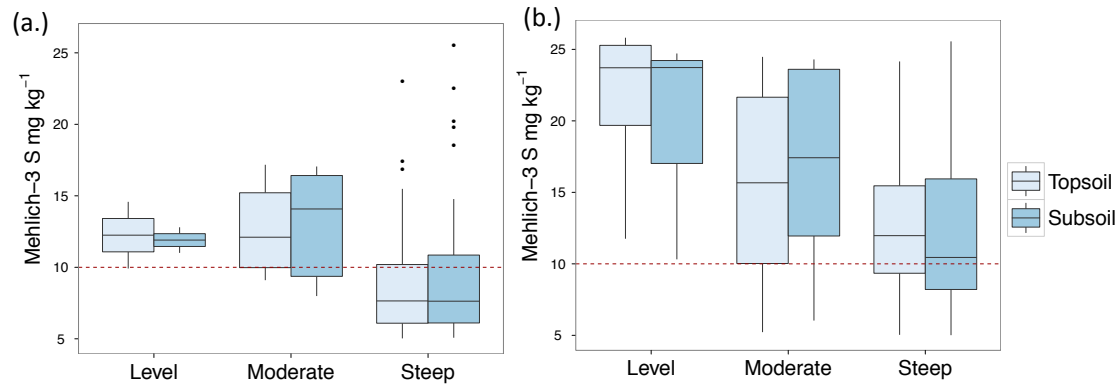 (a.)
Mehlich–3 S mg kg⁻¹
25
20
15
10
5
Level Moderate Steep
(b.)
Mehlich–3 S mg kg⁻¹
25
20
15
10
5
Level Moderate Steep
Topsoil
Subsoil